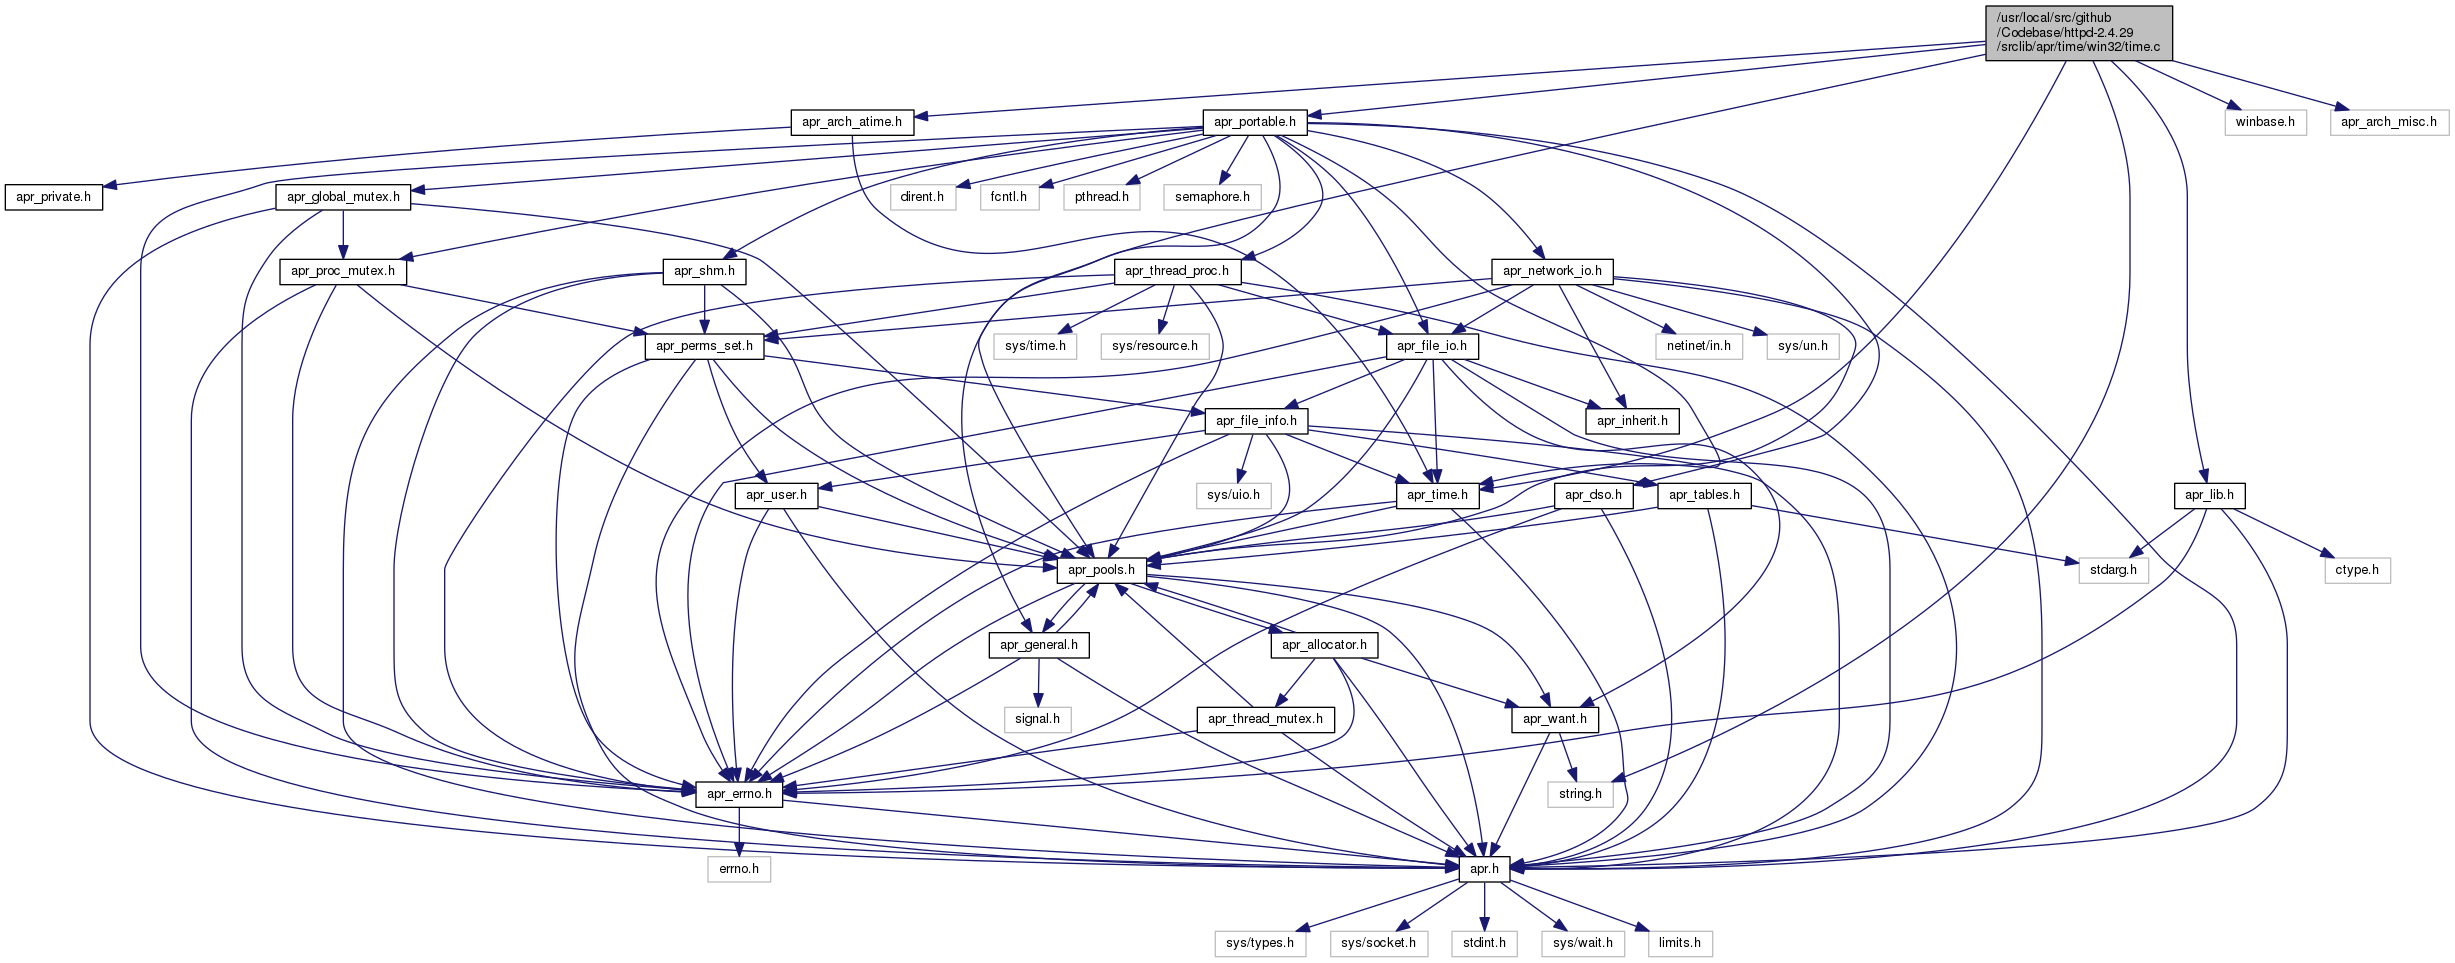 /usr/local/src/github
/Codebase/httpd-2.4.29
/srclib/apr/time/win32/time.c
apr_arch_atime.h
apr_portable.h
winbase.h
apr_arch_misc.h
apr_private.h
apr_global_mutex.h
dirent.h
fcntl.h
pthread.h
semaphore.h
apr_proc_mutex.h
apr_shm.h
apr_thread_proc.h
apr_network_io.h
apr_perms_set.h
sys/time.h
sys/resource.h
apr_file_io.h
netinet/in.h
sys/un.h
apr_file_info.h
apr_inherit.h
apr_user.h
sys/uio.h
apr_time.h
apr_dso.h
apr_tables.h
apr_lib.h
apr_pools.h
stdarg.h
ctype.h
apr_general.h
apr_allocator.h
signal.h
apr_thread_mutex.h
apr_want.h
apr_errno.h
string.h
errno.h
apr.h
sys/types.h
sys/socket.h
stdint.h
sys/wait.h
limits.h